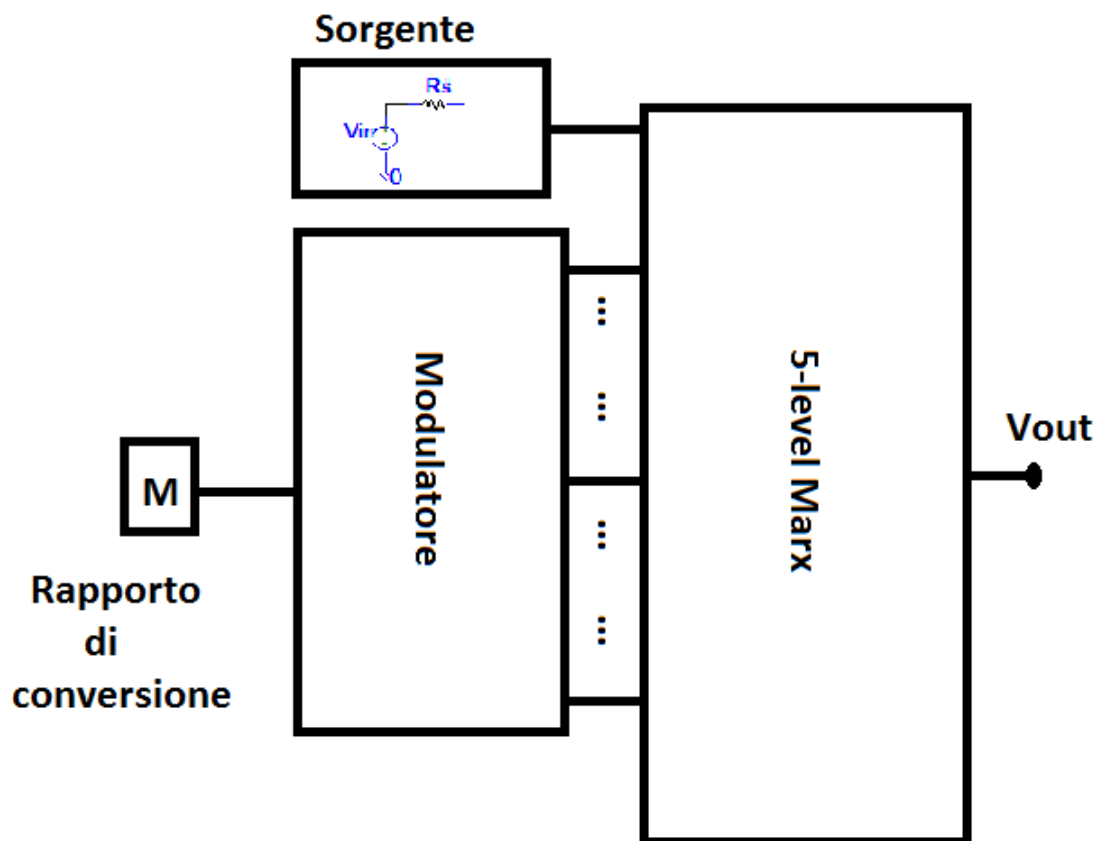 Sorgente
Rs
Vin
0
Modulatore
5-level Marx
Vout
M
Rapporto
di
conversione